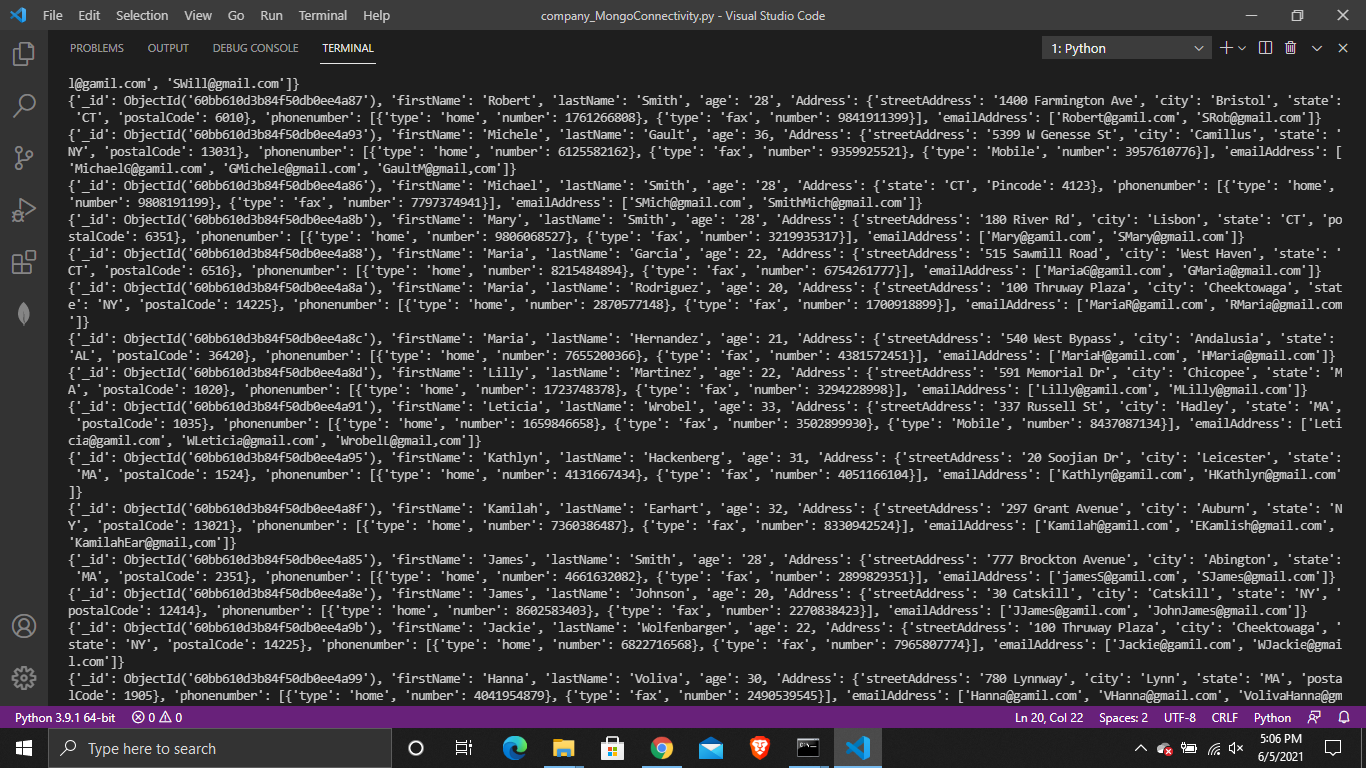 File Edit Selection View Go Run Terminal Help company_MongoConnectivity.py - Visual Studio Code
PROBLEMS OUTPUT DEBUG CONSOLE TERMINAL 1: Python
l@gamil.com', 'SWill@gmail.com']}
{'_id': ObjectId('60bb610d3b84f50db0ee4a87'), 'firstName': 'Robert', 'lastName': 'Smith', 'age': '28', 'Address': {'streetAddress': '1400 Farmington Ave', 'city': 'Bristol', 'state':
'CT', 'postalCode': 6010}, 'phonenumber': [{'type': 'home', 'number': 1761266808}, {'type': 'fax', 'number': 9841911399}], 'emailAddress': ['Robert@gamil.com', 'SRob@gmail.com']}
{'_id': ObjectId('60bb610d3b84f50db0ee4a93'), 'firstName': 'Michele', 'lastName': 'Gault', 'age': 36, 'Address': {'streetAddress': '5399 W Genesse St', 'city': 'Camillus', 'state': '
NY', 'postalCode': 13031}, 'phonenumber': [{'type': 'home', 'number': 6125582162}, {'type': 'fax', 'number': 9359925521}, {'type': 'Mobile', 'number': 3957610776}], 'emailAddress': [
'MichaelG@gamil.com', 'GMichele@gmail.com', 'GaultM@gmail,com']}
{'_id': ObjectId('60bb610d3b84f50db0ee4a86'), 'firstName': 'Michael', 'lastName': 'Smith', 'age': '28', 'Address': {'state': 'CT', 'Pincode': 4123}, 'phonenumber': [{'type': 'home',
'number': 9808191199}, {'type': 'fax', 'number': 7797374941}], 'emailAddress': ['SMich@gmail.com', 'SmithMich@gmail.com']}
{'_id': ObjectId('60bb610d3b84f50db0ee4a8b'), 'firstName': 'Mary', 'lastName': 'Smith', 'age': '28', 'Address': {'streetAddress': '180 River Rd', 'city': 'Lisbon', 'state': 'CT', 'po
stalCode': 6351}, 'phonenumber': [{'type': 'home', 'number': 9806068527}, {'type': 'fax', 'number': 3219935317}], 'emailAddress': ['Mary@gamil.com', 'SMary@gmail.com']}
{'_id': ObjectId('60bb610d3b84f50db0ee4a88'), 'firstName': 'Maria', 'lastName': 'Garcia', 'age': 22, 'Address': {'streetAddress': '515 Sawmill Road', 'city': 'West Haven', 'state': '
CT', 'postalCode': 6516}, 'phonenumber': [{'type': 'home', 'number': 8215484894}, {'type': 'fax', 'number': 6754261777}], 'emailAddress': ['MariaG@gamil.com', 'GMaria@gmail.com']}
{'_id': ObjectId('60bb610d3b84f50db0ee4a8a'), 'firstName': 'Maria', 'lastName': 'Rodriguez', 'age': 20, 'Address': {'streetAddress': '100 Thruway Plaza', 'city': 'Cheektowaga', 'stat
e': 'NY', 'postalCode': 14225}, 'phonenumber': [{'type': 'home', 'number': 2870577148}, {'type': 'fax', 'number': 1700918899}], 'emailAddress': ['MariaR@gamil.com', 'RMaria@gmail.com
']}
{'_id': ObjectId('60bb610d3b84f50db0ee4a8c'), 'firstName': 'Maria', 'lastName': 'Hernandez', 'age': 21, 'Address': {'streetAddress': '540 West Bypass', 'city': 'Andalusia', 'state':
'AL', 'postalCode': 36420}, 'phonenumber': [{'type': 'home', 'number': 7655200366}, {'type': 'fax', 'number': 4381572451}], 'emailAddress': ['MariaH@gamil.com', 'HMaria@gmail.com']}
{'_id': ObjectId('60bb610d3b84f50db0ee4a8d'), 'firstName': 'Lilly', 'lastName': 'Martinez', 'age': 22, 'Address': {'streetAddress': '591 Memorial Dr', 'city': 'Chicopee', 'state': 'M
A', 'postalCode': 1020}, 'phonenumber': [{'type': 'home', 'number': 1723748378}, {'type': 'fax', 'number': 3294228998}], 'emailAddress': ['Lilly@gamil.com', 'MLilly@gmail.com']}
{'_id': ObjectId('60bb610d3b84f50db0ee4a91'), 'firstName': 'Leticia', 'lastName': 'Wrobel', 'age': 33, 'Address': {'streetAddress': '337 Russell St', 'city': 'Hadley', 'state': 'MA',
'postalCode': 1035}, 'phonenumber': [{'type': 'home', 'number': 1659846658}, {'type': 'fax', 'number': 3502899930}, {'type': 'Mobile', 'number': 8437087134}], 'emailAddress': ['Leti
cia@gamil.com', 'WLeticia@gmail.com', 'WrobelL@gmail,com']}
{'_id': ObjectId('60bb610d3b84f50db0ee4a95'), 'firstName': 'Kathlyn', 'lastName': 'Hackenberg', 'age': 31, 'Address': {'streetAddress': '20 Soojian Dr', 'city': 'Leicester', 'state':
'MA', 'postalCode': 1524}, 'phonenumber': [{'type': 'home', 'number': 4131667434}, {'type': 'fax', 'number': 4051166104}], 'emailAddress': ['Kathlyn@gamil.com', 'HKathlyn@gmail.com'
]}
{'_id': ObjectId('60bb610d3b84f50db0ee4a8f'), 'firstName': 'Kamilah', 'lastName': 'Earhart', 'age': 32, 'Address': {'streetAddress': '297 Grant Avenue', 'city': 'Auburn', 'state': 'N
Y', 'postalCode': 13021}, 'phonenumber': [{'type': 'home', 'number': 7360386487}, {'type': 'fax', 'number': 8330942524}], 'emailAddress': ['Kamilah@gamil.com', 'EKamlish@gmail.com',
'KamilahEar@gmail,com']}
{'_id': ObjectId('60bb610d3b84f50db0ee4a85'), 'firstName': 'James', 'lastName': 'Smith', 'age': '28', 'Address': {'streetAddress': '777 Brockton Avenue', 'city': 'Abington', 'state':
'MA', 'postalCode': 2351}, 'phonenumber': [{'type': 'home', 'number': 4661632082}, {'type': 'fax', 'number': 2899829351}], 'emailAddress': ['jamesS@gamil.com', 'SJames@gmail.com']}
{'_id': ObjectId('60bb610d3b84f50db0ee4a8e'), 'firstName': 'James', 'lastName': 'Johnson', 'age': 20, 'Address': {'streetAddress': '30 Catskill', 'city': 'Catskill', 'state': 'NY', '
postalCode': 12414}, 'phonenumber': [{'type': 'home', 'number': 8602583403}, {'type': 'fax', 'number': 2270838423}], 'emailAddress': ['JJames@gamil.com', 'JohnJames@gmail.com']}
{'_id': ObjectId('60bb610d3b84f50db0ee4a9b'), 'firstName': 'Jackie', 'lastName': 'Wolfenbarger', 'age': 22, 'Address': {'streetAddress': '100 Thruway Plaza', 'city': 'Cheektowaga', '
state': 'NY', 'postalCode': 14225}, 'phonenumber': [{'type': 'home', 'number': 6822716568}, {'type': 'fax', 'number': 7965807774}], 'emailAddress': ['Jackie@gamil.com', 'WJackie@gmai
l.com']}
{'_id': ObjectId('60bb610d3b84f50db0ee4a99'), 'firstName': 'Hanna', 'lastName': 'Voliva', 'age': 30, 'Address': {'streetAddress': '780 Lynnway', 'city': 'Lynn', 'state': 'MA', 'posta
lCode': 1905}, 'phonenumber': [{'type': 'home', 'number': 4041954879}, {'type': 'fax', 'number': 2490539545}], 'emailAddress': ['Hanna@gamil.com', 'VHanna@gmail.com', 'VolivaHanna@gm
Python 3.9.1 64-bit 0 0 Ln 20, Col 22 Spaces: 2 UTF-8 CRLF Python
Type here to search 5:06 PM
6/5/2021